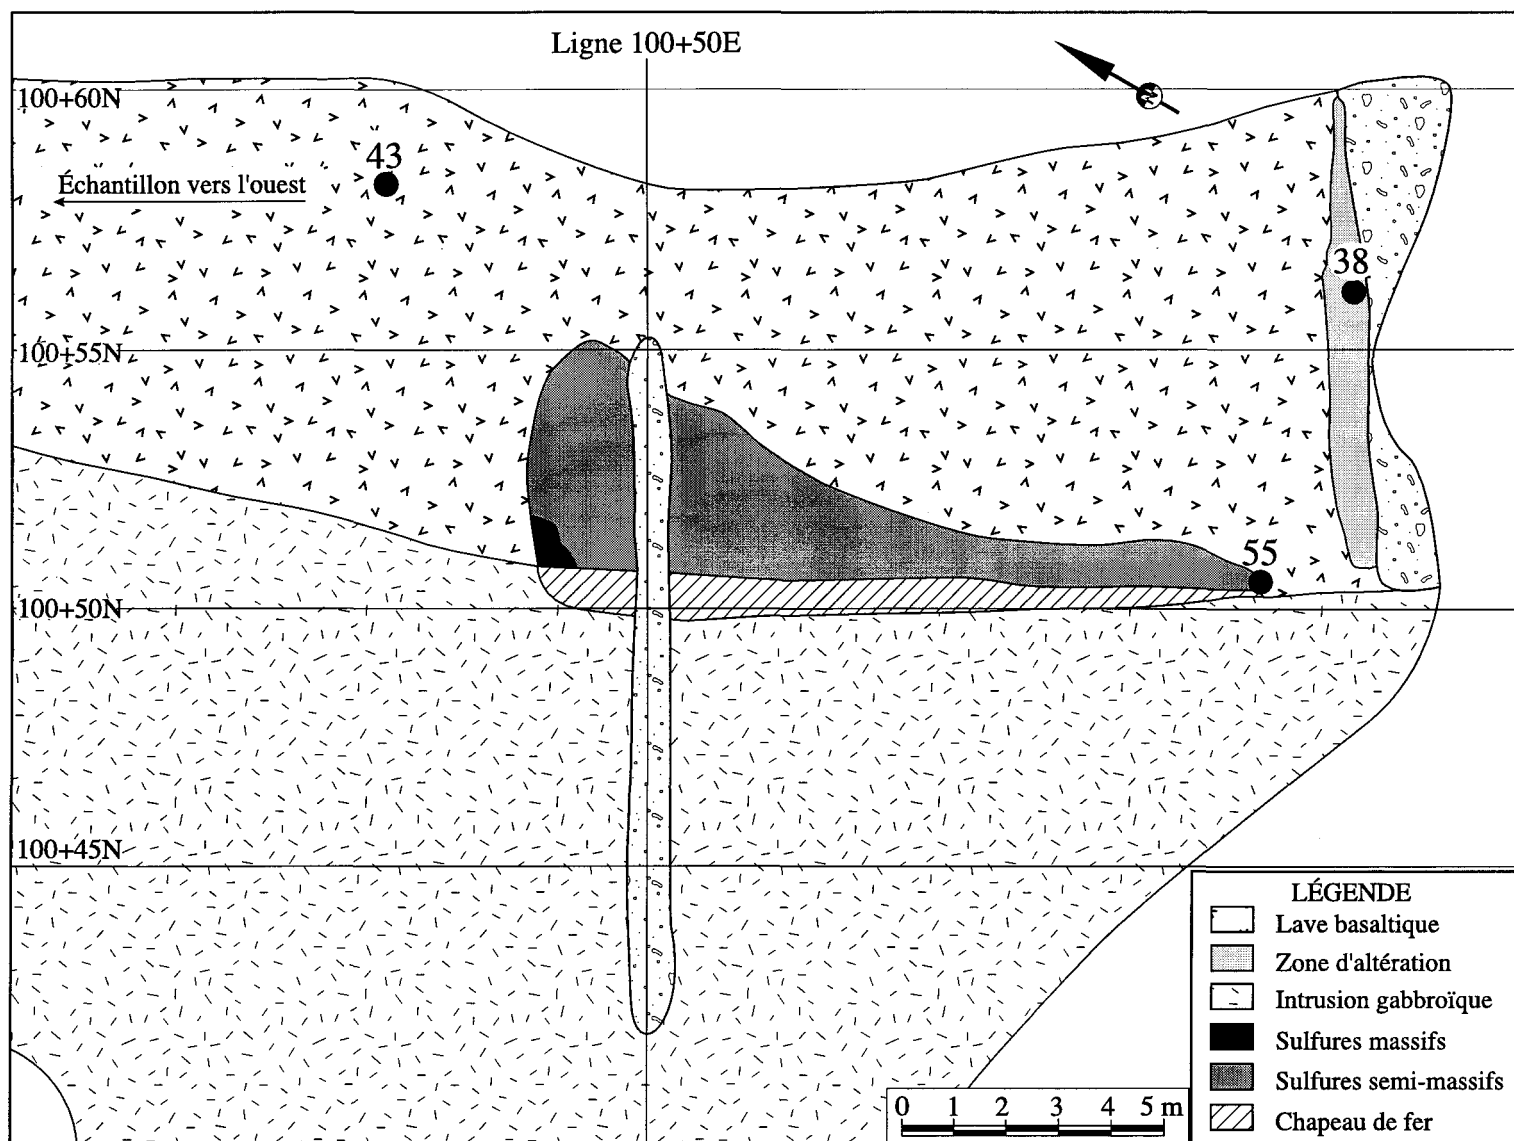 Ligne 100+50E
100+60N
43
Échantillon vers l'ouest
N
38
100+55N
55
100+50N
100+45N
LÉGENDE
Lave basaltique
Zone d'altération
Intrusion gabbroïque
Sulfures massifs
Sulfures semi-massifs
Chapeau de fer
0 1 2 3 4 5 m